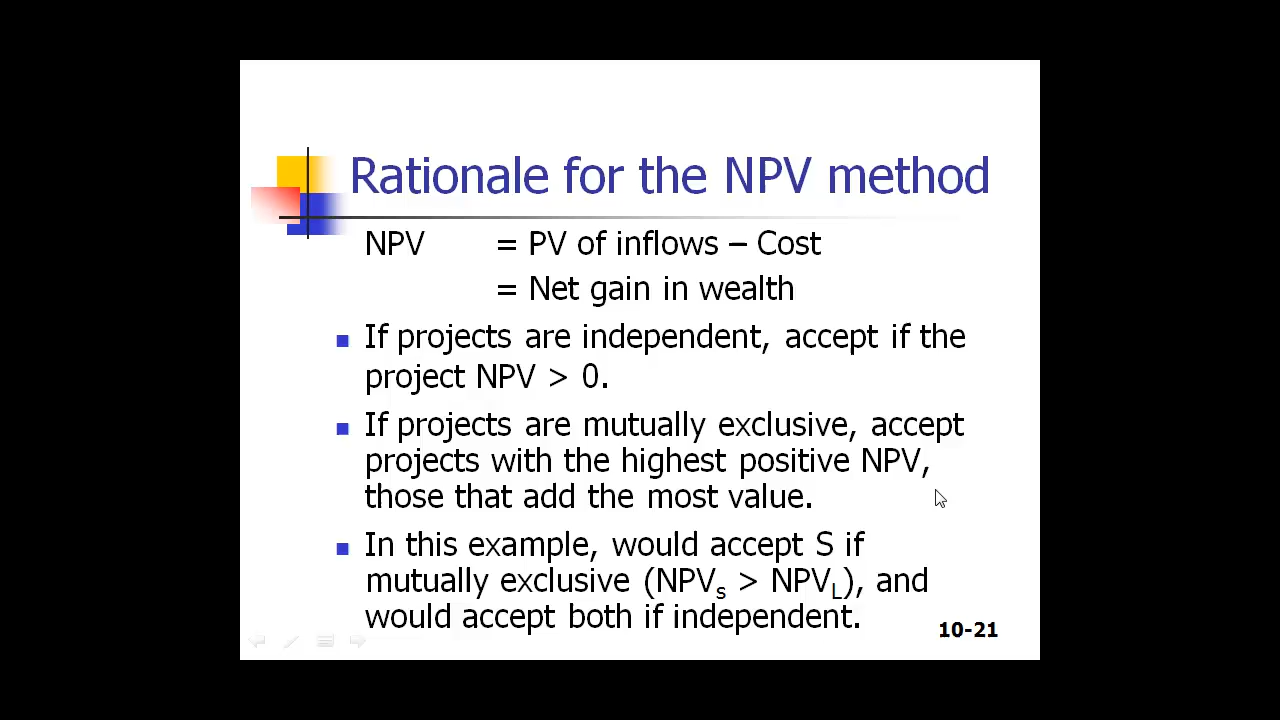 Rationale for the NPV method
NPV = PV of inflows – Cost
= Net gain in wealth
If projects are independent, accept if the
project NPV > 0.
If projects are mutually exclusive, accept
projects with the highest positive NPV,
those that add the most value.
In this example, would accept S if
mutually exclusive (NPVs > NPVL), and
would accept both if independent.
10-21